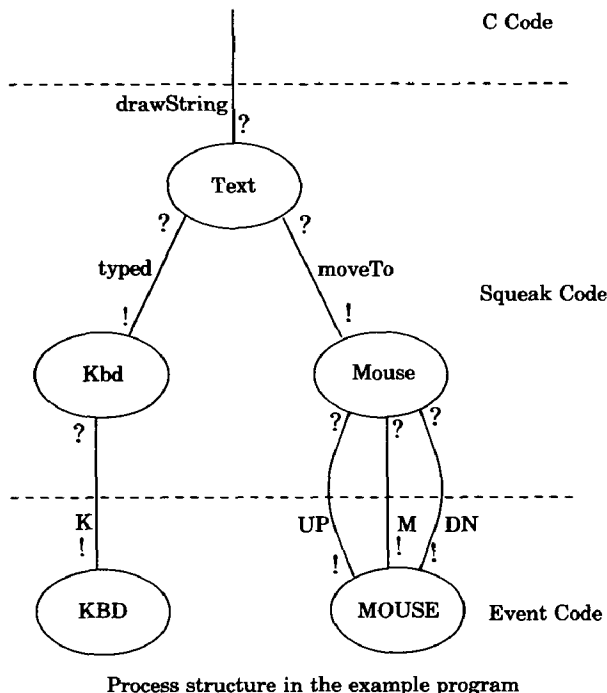 C Code
drawString
?
Text
? ?
typed moveTo
Squeak Code
! !
Kbd Mouse
? ? ? ?
K UP M DN
! ! ! !
KBD MOUSE Event Code
Process structure in the example program